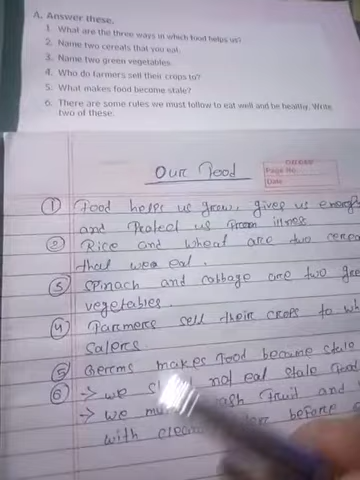 A. Answer these.
1. What are the three ways in which food helps us?
2. Name two cereals that you eat.
3. Name two green vegetables.
4. Who do farmers sell their crops to?
5. What makes food become stale?
6. There are some rules we must follow to eat well and be healthy. Write
two of these.
Our Food
Page No.
Date
① Food helps us grow, gives us energy
and Protect us from illnes
② Rice and wheat are two
that we eat.
③ spinach and cabbage are two
vegetables.
④ Farmers sell their crops to
salers.
⑤ Germs makes food become stale
⑥ → we not eat stale food
→ we fruit and
with before